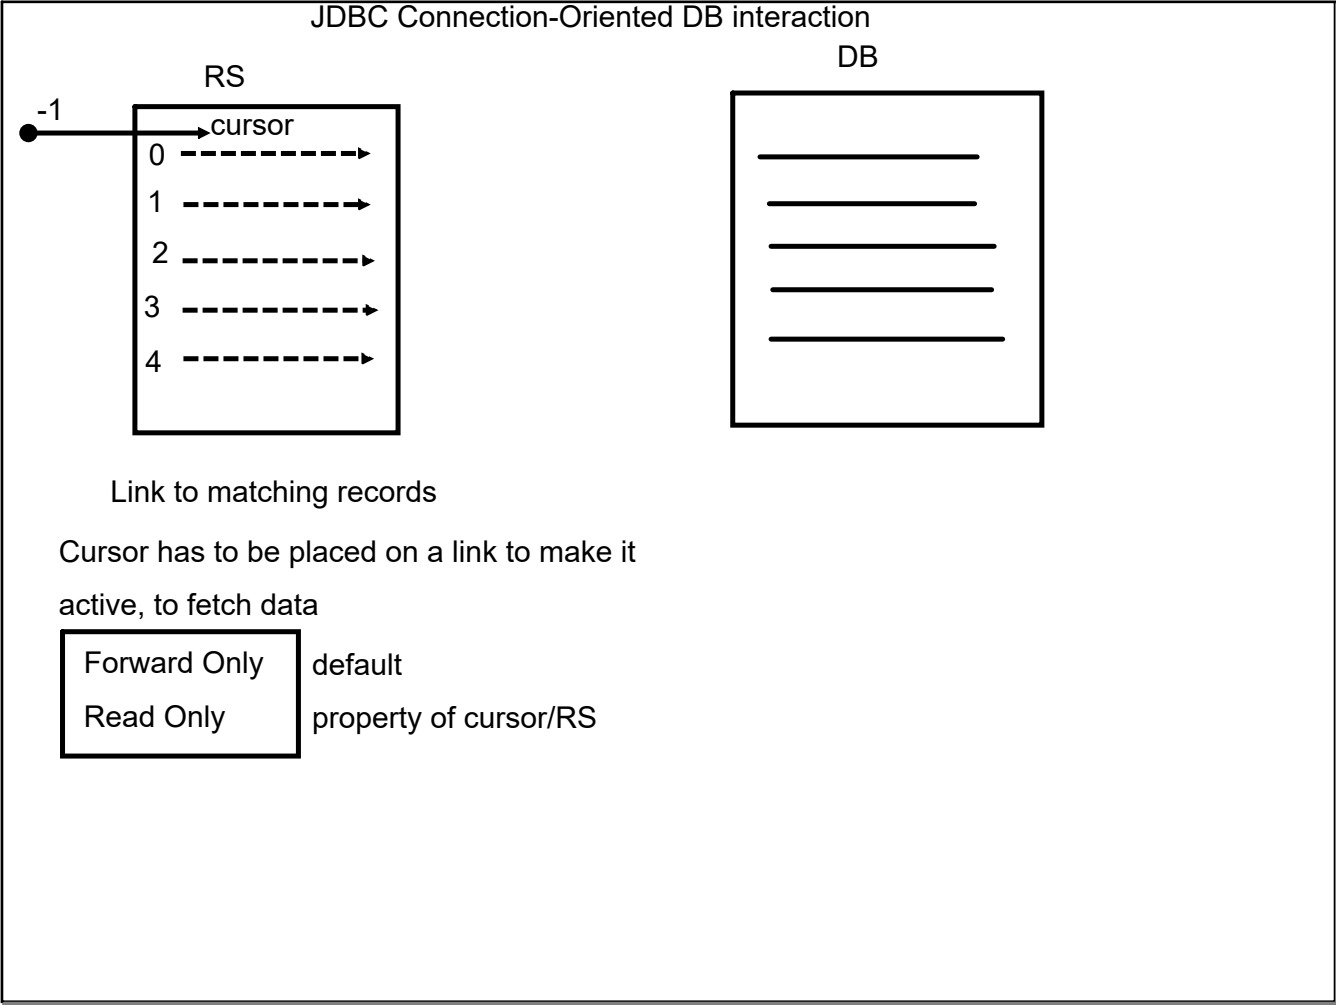 JDBC Connection-Oriented DB interaction
DB
RS
-1
cursor
0
1
2
3
4
Link to matching records
Cursor has to be placed on a link to make it
active, to fetch data
Forward Only default
Read Only property of cursor/RS